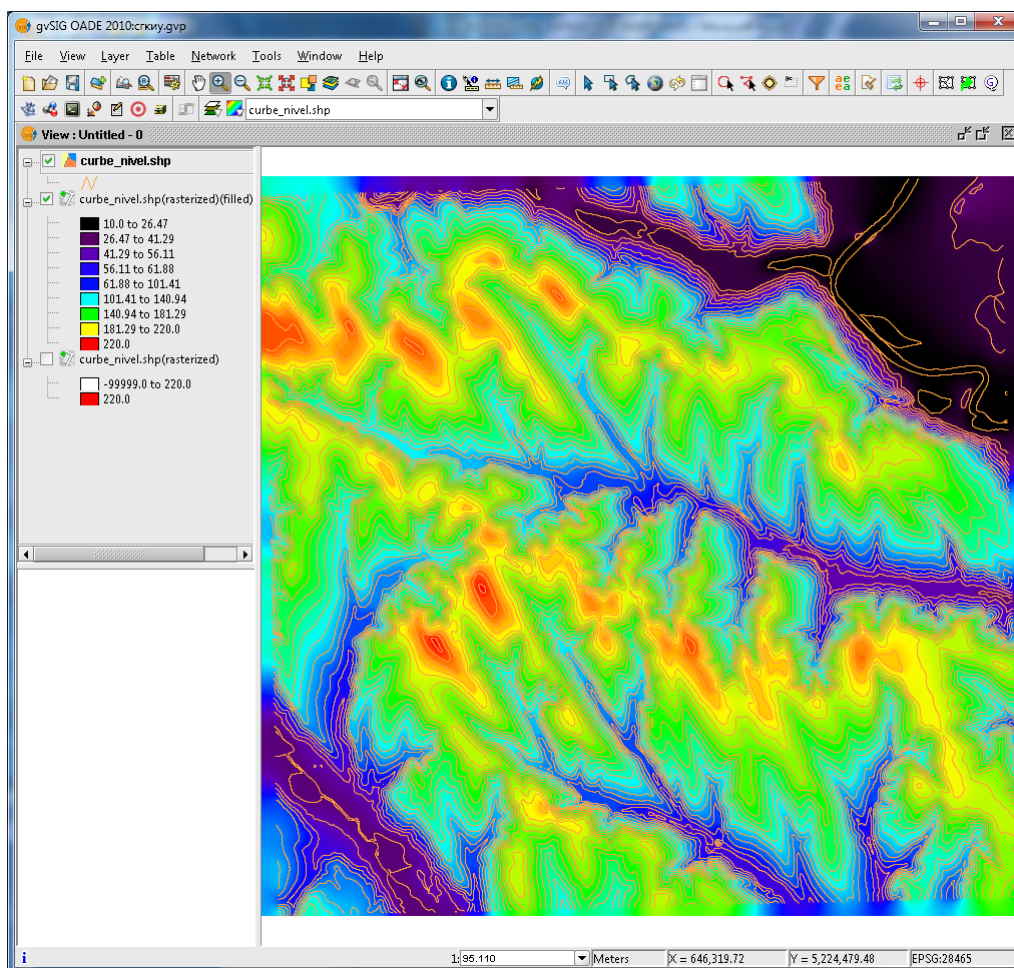 gvSIG OADE 2010:сгкиу.gvp
File View Layer Table Network Tools Window Help
curbe_nivel.shp
View : Untitled - 0
curbe_nivel.shp
curbe_nivel.shp(rasterized)(filled)
10.0 to 26.47
26.47 to 41.29
41.29 to 56.11
56.11 to 61.88
61.88 to 101.41
101.41 to 140.94
140.94 to 181.29
181.29 to 220.0
220.0
curbe_nivel.shp(rasterized)
-99999.0 to 220.0
220.0
1: 95.110 Meters X = 646,319.72 Y = 5,224,479.48 EPSG:28465